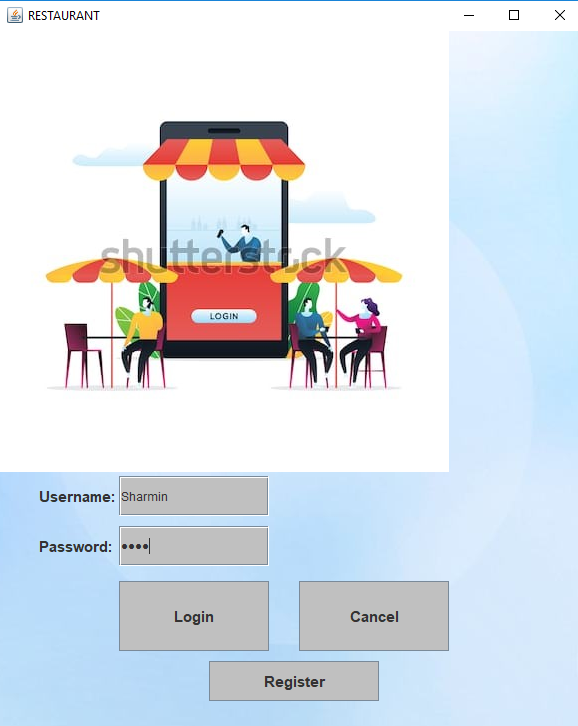 RESTAURANT
shutterstock
LOGIN
Username: Sharmin
Password: ••••
Login Cancel
Register